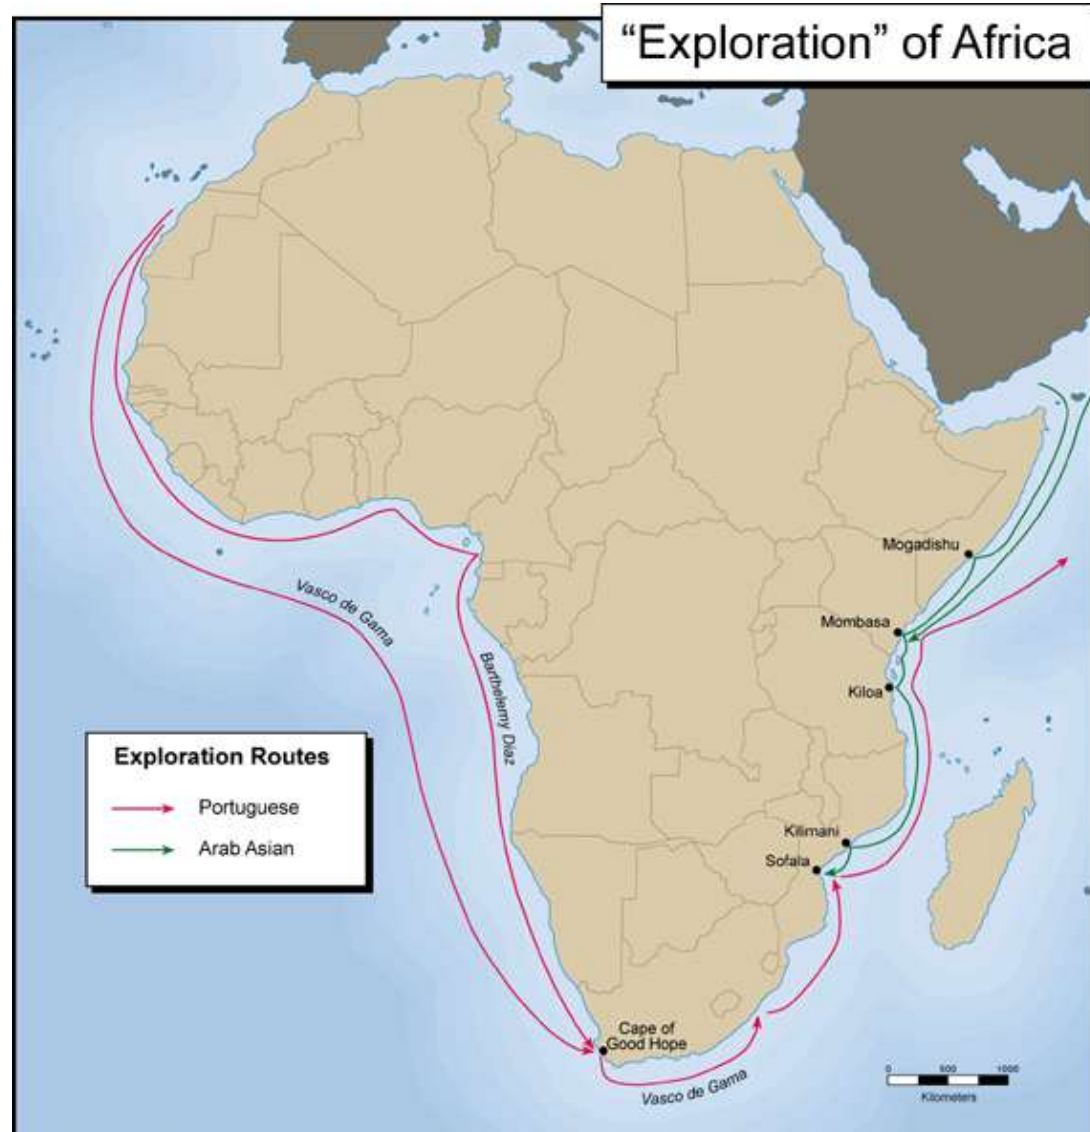 “Exploration” of Africa
Mogadishu
Mombasa
Kiloa
Vasco de Gama
Barthelemy Diaz
Exploration Routes
Portuguese
Arab Asian
Kilimani
Sofala
Cape of
Good Hope
Vasco de Gama
0 500 1000
Kilometers